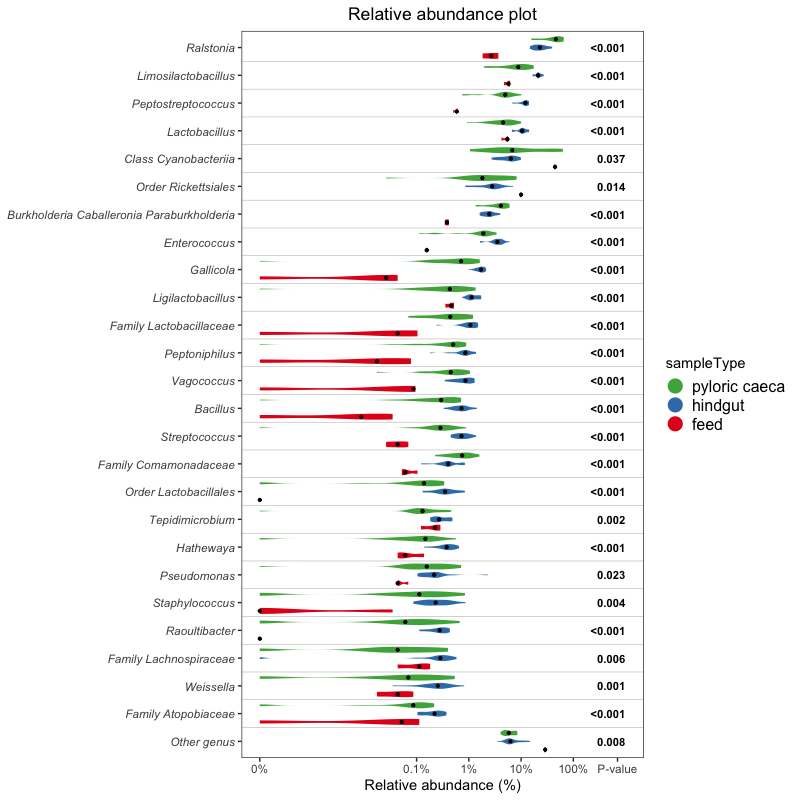 Relative abundance plot
Ralstonia <0.001
Limosilactobacillus <0.001
Peptostreptococcus <0.001
Lactobacillus <0.001
Class Cyanobacteriia 0.037
Order Rickettsiales 0.014
Burkholderia Caballeronia Paraburkholderia <0.001
Enterococcus <0.001
Gallicola <0.001
Ligilactobacillus <0.001
Family Lactobacillaceae <0.001
Peptoniphilus <0.001
Vagococcus <0.001
Bacillus <0.001
Streptococcus <0.001
Family Comamonadaceae <0.001
Order Lactobacillales <0.001
Tepidimicrobium 0.002
Hathewaya <0.001
Pseudomonas 0.023
Staphylococcus 0.004
Raoultibacter <0.001
Family Lachnospiraceae 0.006
Weissella 0.001
Family Atopobiaceae <0.001
Other genus 0.008
0% 0.1% 1% 10% 100% P-value
Relative abundance (%)
sampleType
pyloric caeca
hindgut
feed